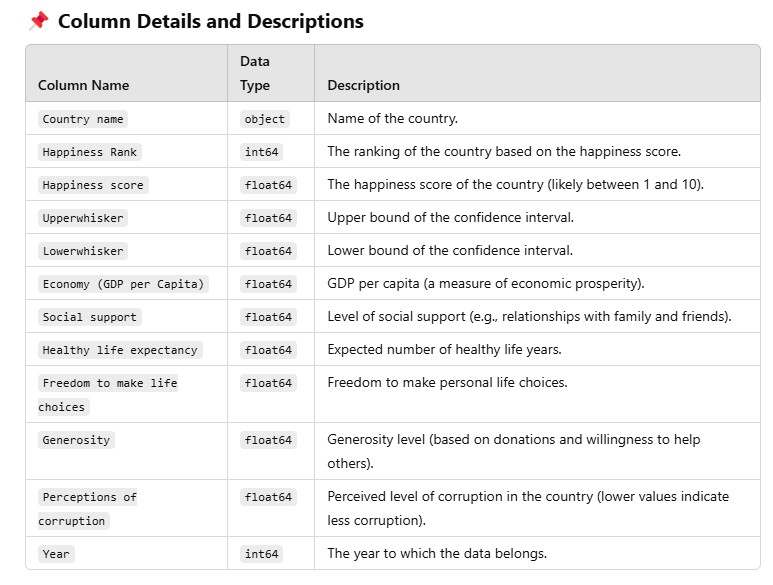 📌 Column Details and Descriptions
Data
Column Name Type Description
Country name object Name of the country.
Happiness Rank int64 The ranking of the country based on the happiness score.
Happiness score float64 The happiness score of the country (likely between 1 and 10).
Upperwhisker float64 Upper bound of the confidence interval.
Lowerwhisker float64 Lower bound of the confidence interval.
Economy (GDP per Capita) float64 GDP per capita (a measure of economic prosperity).
Social support float64 Level of social support (e.g., relationships with family and friends).
Healthy life expectancy float64 Expected number of healthy life years.
Freedom to make life float64 Freedom to make personal life choices.
choices
Generosity float64 Generosity level (based on donations and willingness to help
others).
Perceptions of float64 Perceived level of corruption in the country (lower values indicate
corruption less corruption).
Year int64 The year to which the data belongs.